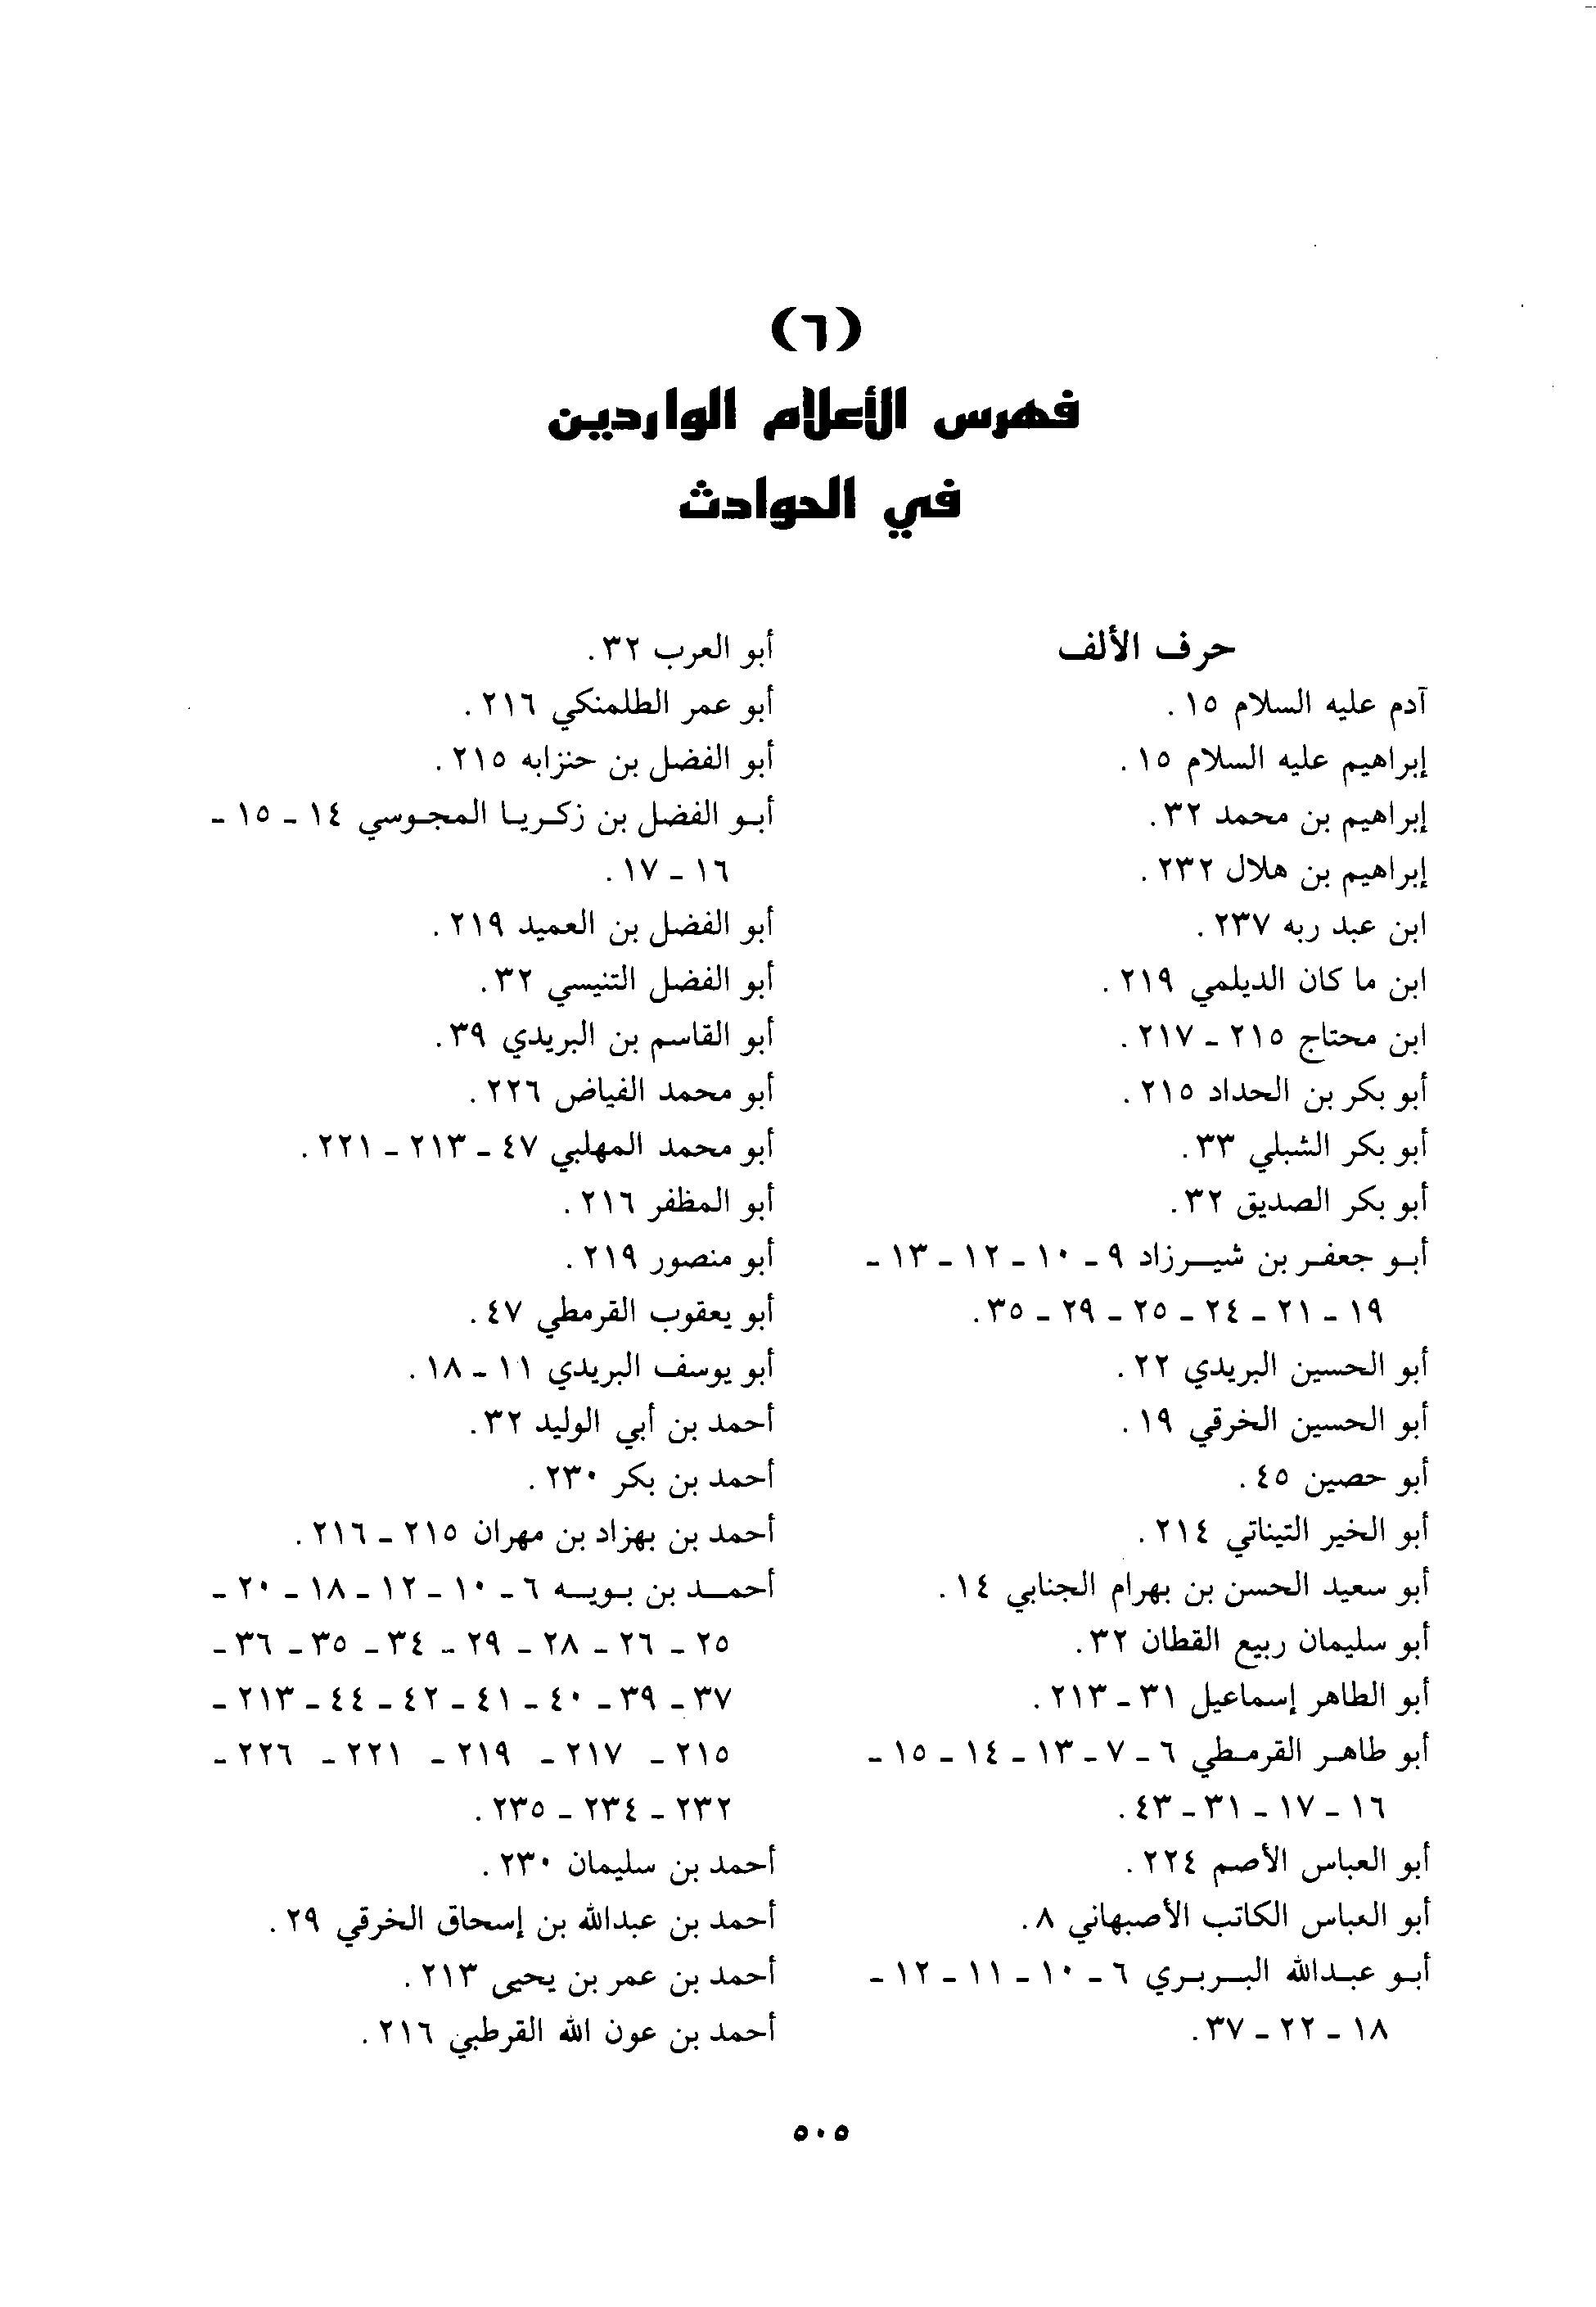 (٦)
فهرس الأعلام الواردين
في الحوادث
حرف الألف
آدم عليه السلام ١٥.
إبراهيم عليه السلام ١٥.
إبراهيم بن محمد ٣٢.
إبراهيم بن هلال ٢٣٢.
ابن عبد ربه ٢٣٧.
ابن ما كان الديلمي ٢١٩.
ابن محتاج ٢١٥ - ٢١٧.
أبو بكر بن الحداد ٢١٥.
أبو بكر الشبلي ٣٣.
أبو بكر الصديق ٣٢.
أبو جعفر بن شيرزاد ٩ - ١٠ - ١٢ - ١٣ -
١٩ - ٢١ - ٢٤ - ٢٥ - ٢٩ - ٣٥.
أبو الحسين البريدي ٢٢.
أبو الحسين الخرقي ١٩.
أبو حصين ٤٥.
أبو الخير التيناتي ٢١٤.
أبو سعيد الحسن بن بهرام الجنابي ١٤.
أبو سليمان ربيع القطان ٣٢.
أبو الطاهر إسماعيل ٣١ - ٢١٣.
أبو طاهر القرمطي ٦ - ٧ - ١٣ - ١٤ - ١٥ -
١٦ - ١٧ - ٣١ - ٤٣.
أبو العباس الأصم ٢٢٤.
أبو العباس الكاتب الأصبهاني ٨.
أبو عبدالله البربري ٦ - ١٠ - ١١ - ١٢ -
١٨ - ٢٢ - ٣٧.
أبو العرب ٣٢.
أبو عمر الطلمنكي ٢١٦.
أبو الفضل بن حنزابه ٢١٥.
أبو الفضل بن زكريا المجوسي ١٤ - ١٥ -
١٦ - ١٧.
أبو الفضل بن العميد ٢١٩.
أبو الفضل التنيسي ٣٢.
أبو القاسم بن البريدي ٣٩.
أبو محمد الفياض ٢٢٦.
أبو محمد المهلبي ٤٧ - ٢١٣ - ٢٢١.
أبو المظفر ٢١٦.
أبو منصور ٢١٩.
أبو يعقوب القرمطي ٤٧.
أبو يوسف البريدي ١١ - ١٨.
أحمد بن أبي الوليد ٣٢.
أحمد بن بكر ٢٣٠.
أحمد بن بهزاد بن مهران ٢١٥ - ٢١٦.
أحمد بن بويه ٦ - ١٠ - ١٢ - ١٨ - ٢٠ -
٢٥ - ٢٦ - ٢٨ - ٢٩ - ٣٤ - ٣٥ - ٣٦ -
٣٧ - ٣٩ - ٤٠ - ٤١ - ٤٢ - ٤٤ - ٢١٣ -
٢١٥ - ٢١٧ - ٢١٩ - ٢٢١ - ٢٢٦ -
٢٣٢ - ٢٣٤ - ٢٣٥.
أحمد بن سليمان ٢٣٠.
أحمد بن عبدالله بن إسحاق الخرقي ٢٩.
أحمد بن عمر بن يحيى ٢١٣.
أحمد بن عون الله القرطبي ٢١٦.
٥٠٥